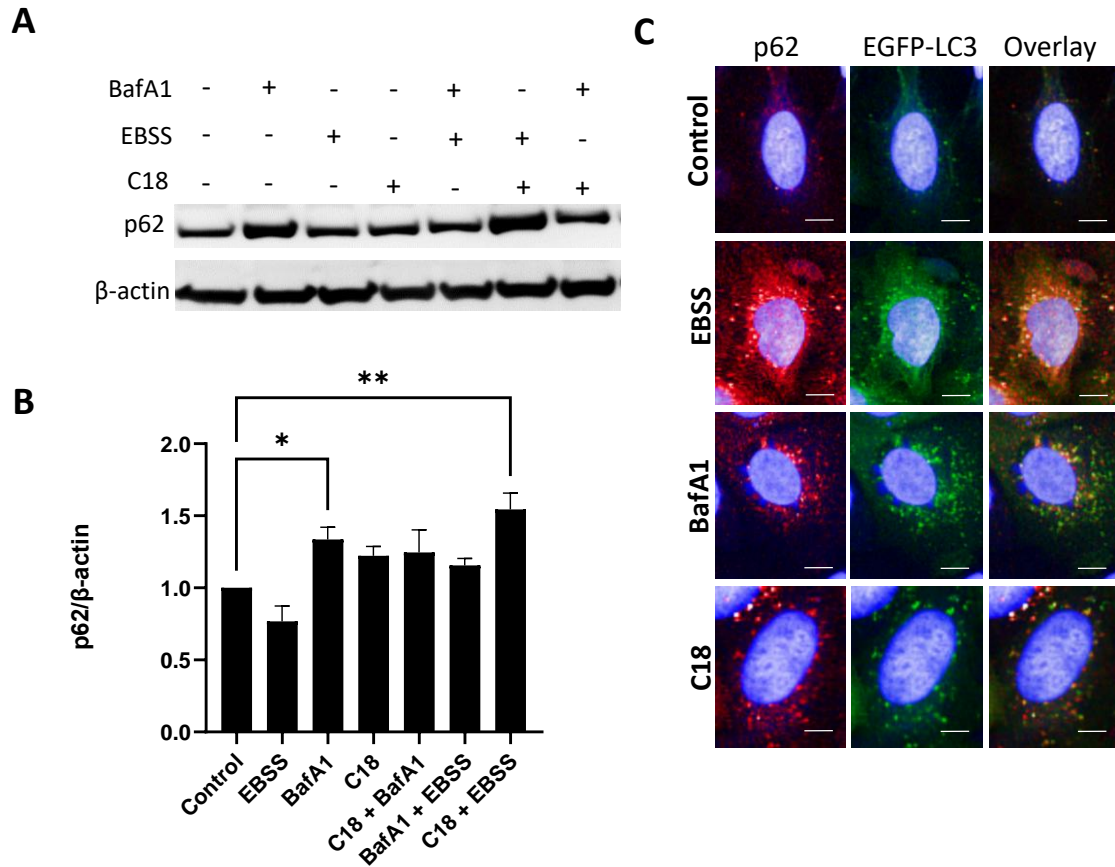 A
BafA1 - + - - + - +
EBSS - - + - + + -
C18 - - - + - + +
p62
β-actin
B
**
*
2.0
1.5
1.0
0.5
0.0
p62/β-actin
Control
EBSS
BafA1
C18
C18 + BafA1
BafA1 + EBSS
C18 + EBSS
C
p62 EGFP-LC3 Overlay
Control
EBSS
BafA1
C18